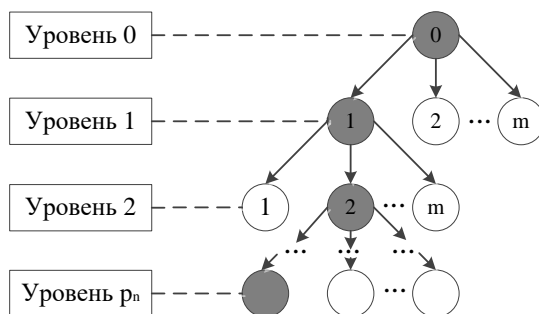 Уровень 0
0
Уровень 1
1
2
...
m
Уровень 2
1
2
...
m
... ... ...
Уровень pₙ
...